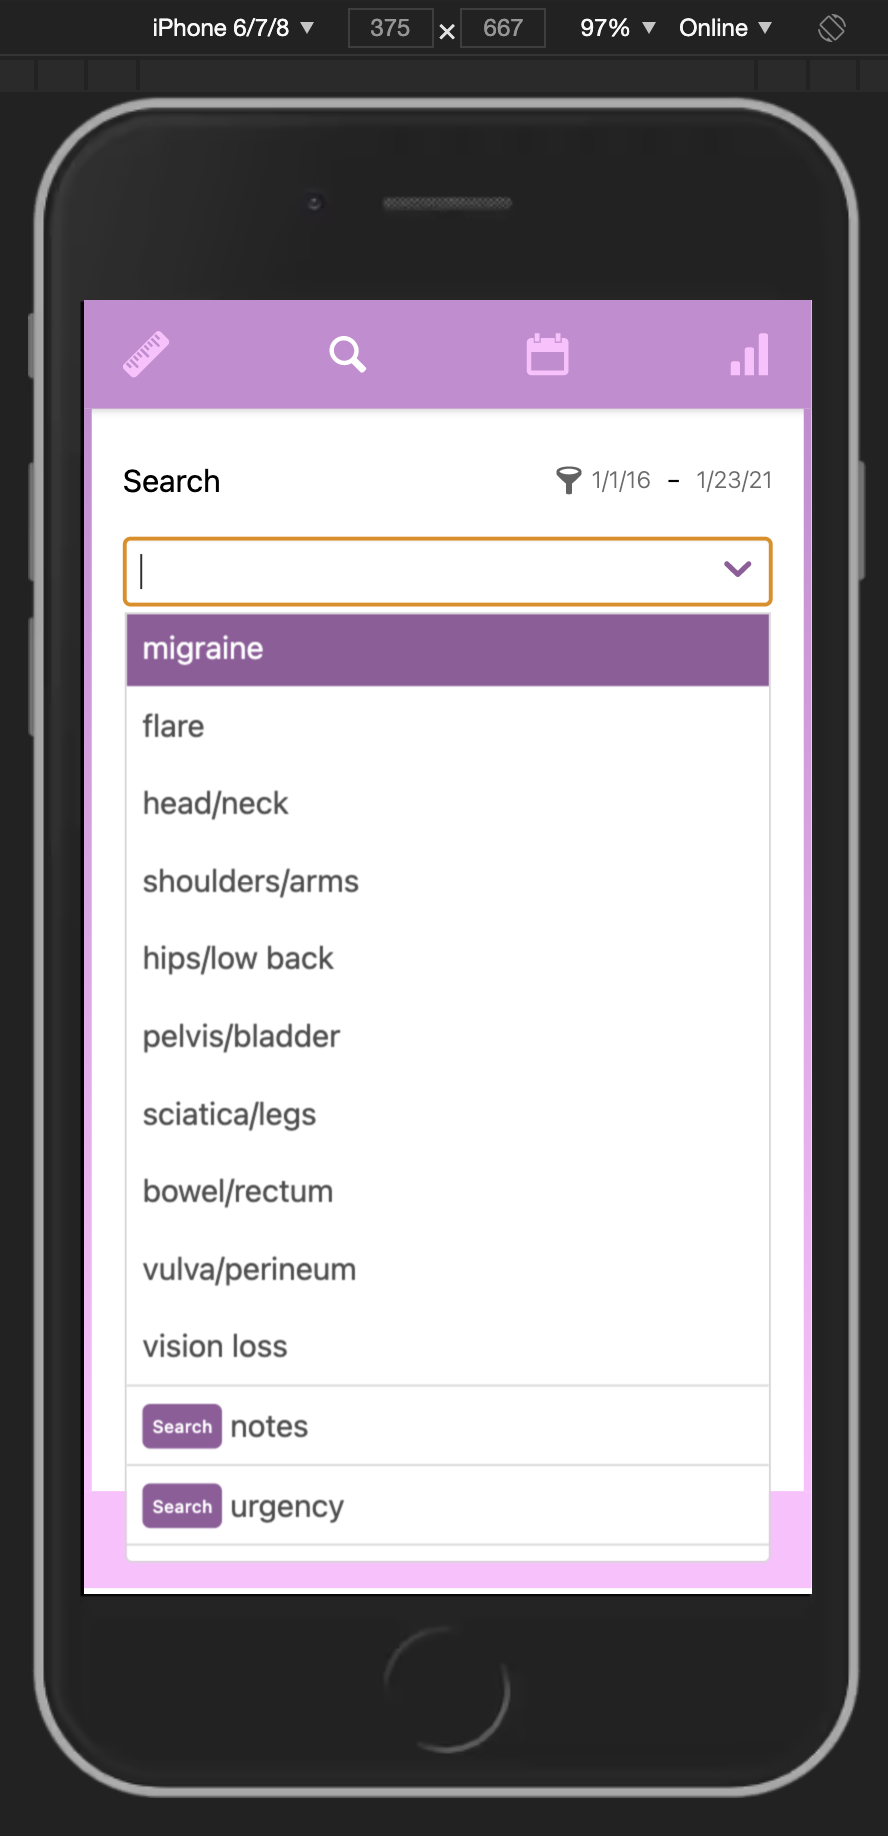 iPhone 6/7/8 ▼ 375 × 667 97% ▼ Online ▼
Search 1/1/16 - 1/23/21
migraine
flare
head/neck
shoulders/arms
hips/low back
pelvis/bladder
sciatica/legs
bowel/rectum
vulva/perineum
vision loss
Search notes
Search urgency